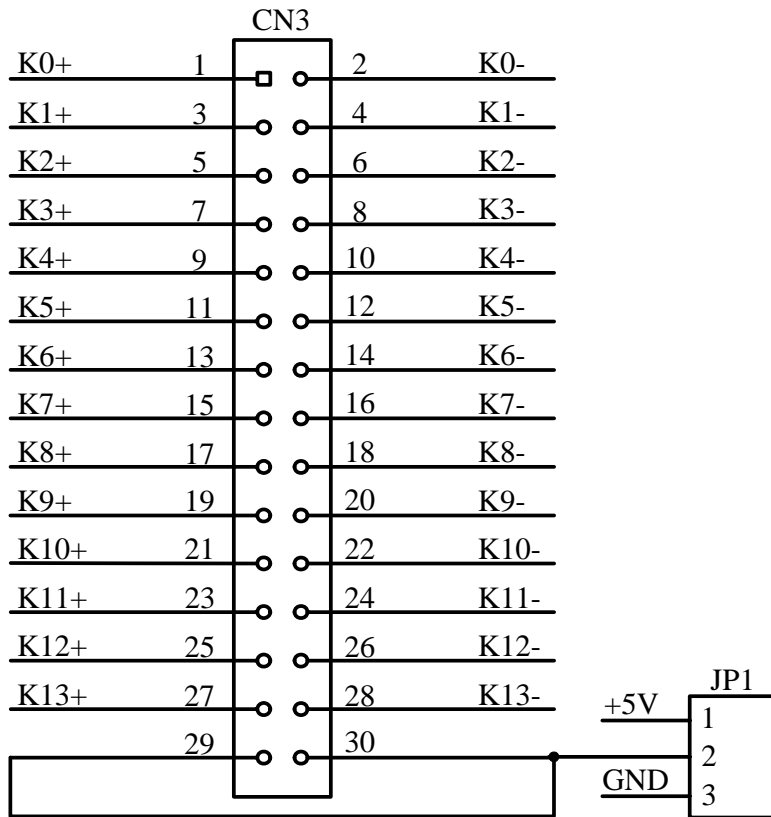 CN3
K0+ 1 2 K0-
K1+ 3 4 K1-
K2+ 5 6 K2-
K3+ 7 8 K3-
K4+ 9 10 K4-
K5+ 11 12 K5-
K6+ 13 14 K6-
K7+ 15 16 K7-
K8+ 17 18 K8-
K9+ 19 20 K9-
K10+ 21 22 K10-
K11+ 23 24 K11-
K12+ 25 26 K12-
K13+ 27 28 K13-
29 30
JP1
+5V 1
2
GND 3